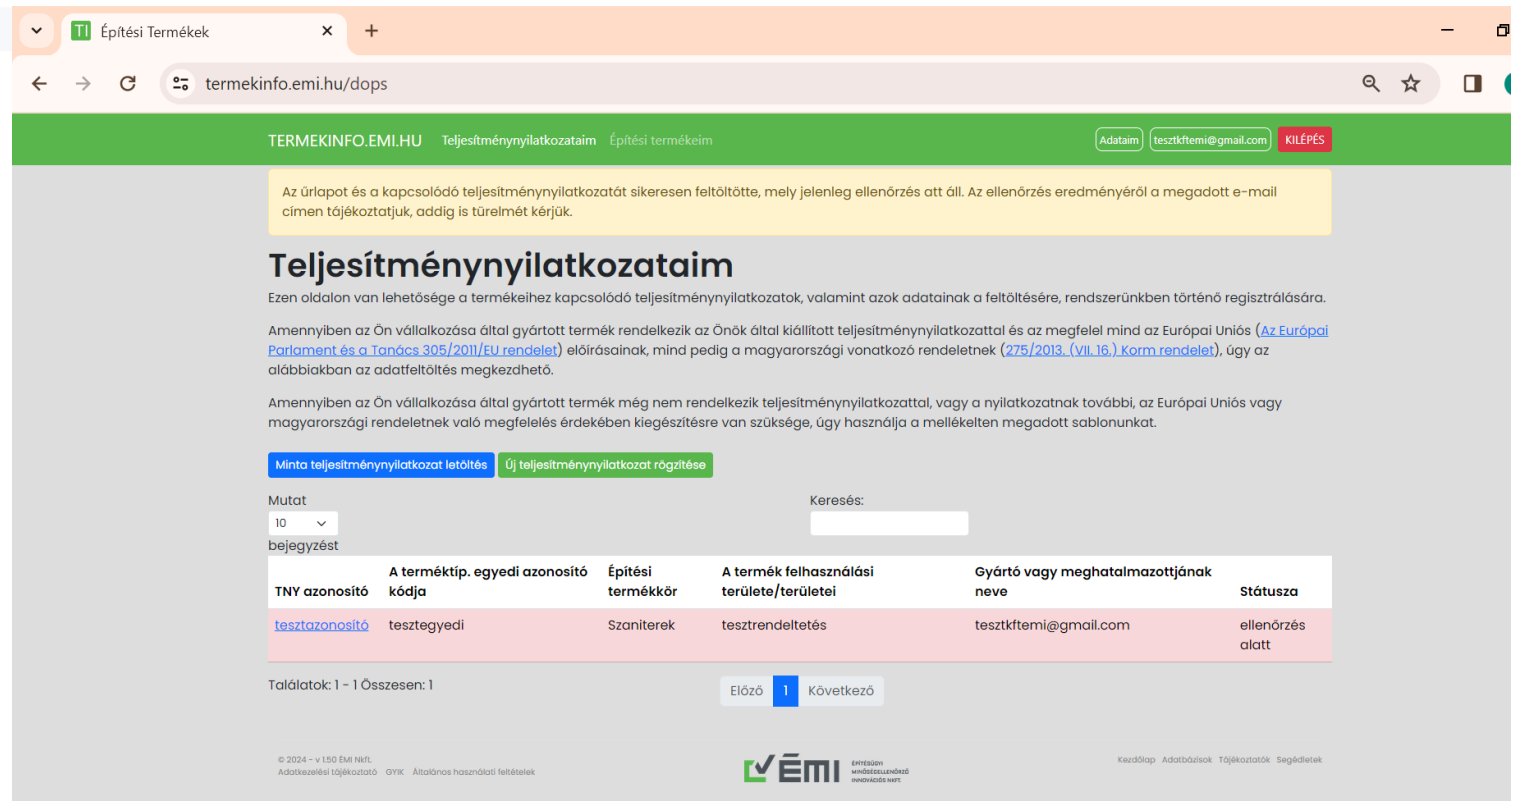 Építési Termékek
termekinfo.emi.hu/dops
TERMEKINFO.EMI.HU Teljesítménynyilatkozataim Építési termékeim Adataim tesztkftemi@gmail.com KILÉPÉS
Az űrlapot és a kapcsolódó teljesítménynyilatkozatát sikeresen feltöltötte, mely jelenleg ellenőrzés att áll. Az ellenőrzés eredményéről a megadott e-mail
címen tájékoztatjuk, addig is türelmét kérjük.
Teljesítménynyilatkozataim
Ezen oldalon van lehetősége a termékeihez kapcsolódó teljesítménynyilatkozatok, valamint azok adatainak a feltöltésére, rendszerünkben történő regisztrálására.
Amennyiben az Ön vállalkozása által gyártott termék rendelkezik az Önök által kiállított teljesítménynyilatkozattal és az megfelel mind az Európai Uniós (Az Európai
Parlament és a Tanács 305/2011/EU rendelet) előírásainak, mind pedig a magyarországi vonatkozó rendeletnek (275/2013. (VII. 16.) Korm rendelet), úgy az
alábbiakban az adatfeltöltés megkezdhető.
Amennyiben az Ön vállalkozása által gyártott termék még nem rendelkezik teljesítménynyilatkozattal, vagy a nyilatkozatnak további, az Európai Uniós vagy
magyarországi rendeletnek való megfelelés érdekében kiegészítésre van szüksége, úgy használja a mellékelten megadott sablonunkat.
Minta teljesítménynyilatkozat letöltés Új teljesítménynyilatkozat rögzítése
Mutat Keresés:
10
bejegyzést
A terméktíp. egyedi azonosító Építési A termék felhasználási Gyártó vagy meghatalmazottjának
TNY azonosító kódja termékkör területe/területei neve Státusza
tesztazonosító tesztegyedi Szaniterek tesztrendeltetés tesztkftemi@gmail.com ellenőrzés
alatt
Találatok: 1 - 1 Összesen: 1 Előző 1 Következő
© 2024 - v 1.50 ÉMI Nkft.
Adatkezelési tájékoztató GYIK Általános használati feltételek
ÉMI ÉPÍTÉSÜGYI
MINŐSÉGELLENŐRZŐ
INNOVÁCIÓS NKFT.
Kezdőlap Adatbázisok Tájékoztatók Segédletek